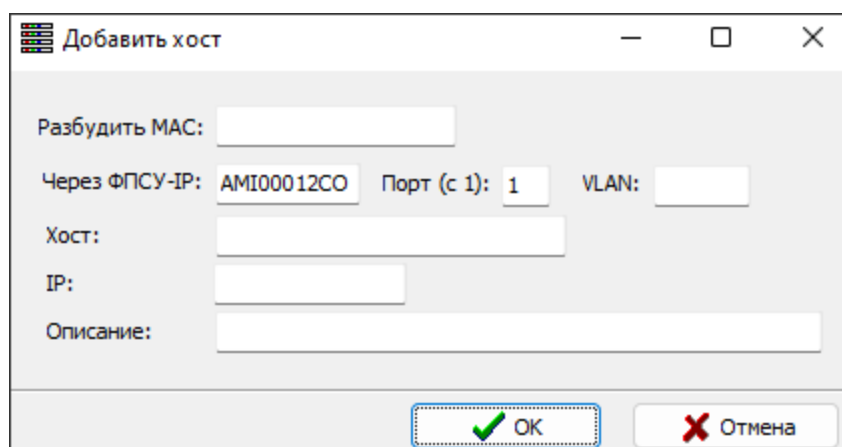 Добавить хост
Разбудить MAC:
Через ФПСУ-IP: AMI00012CO Порт (с 1): 1 VLAN:
Хост:
IP:
Описание:
OK Отмена